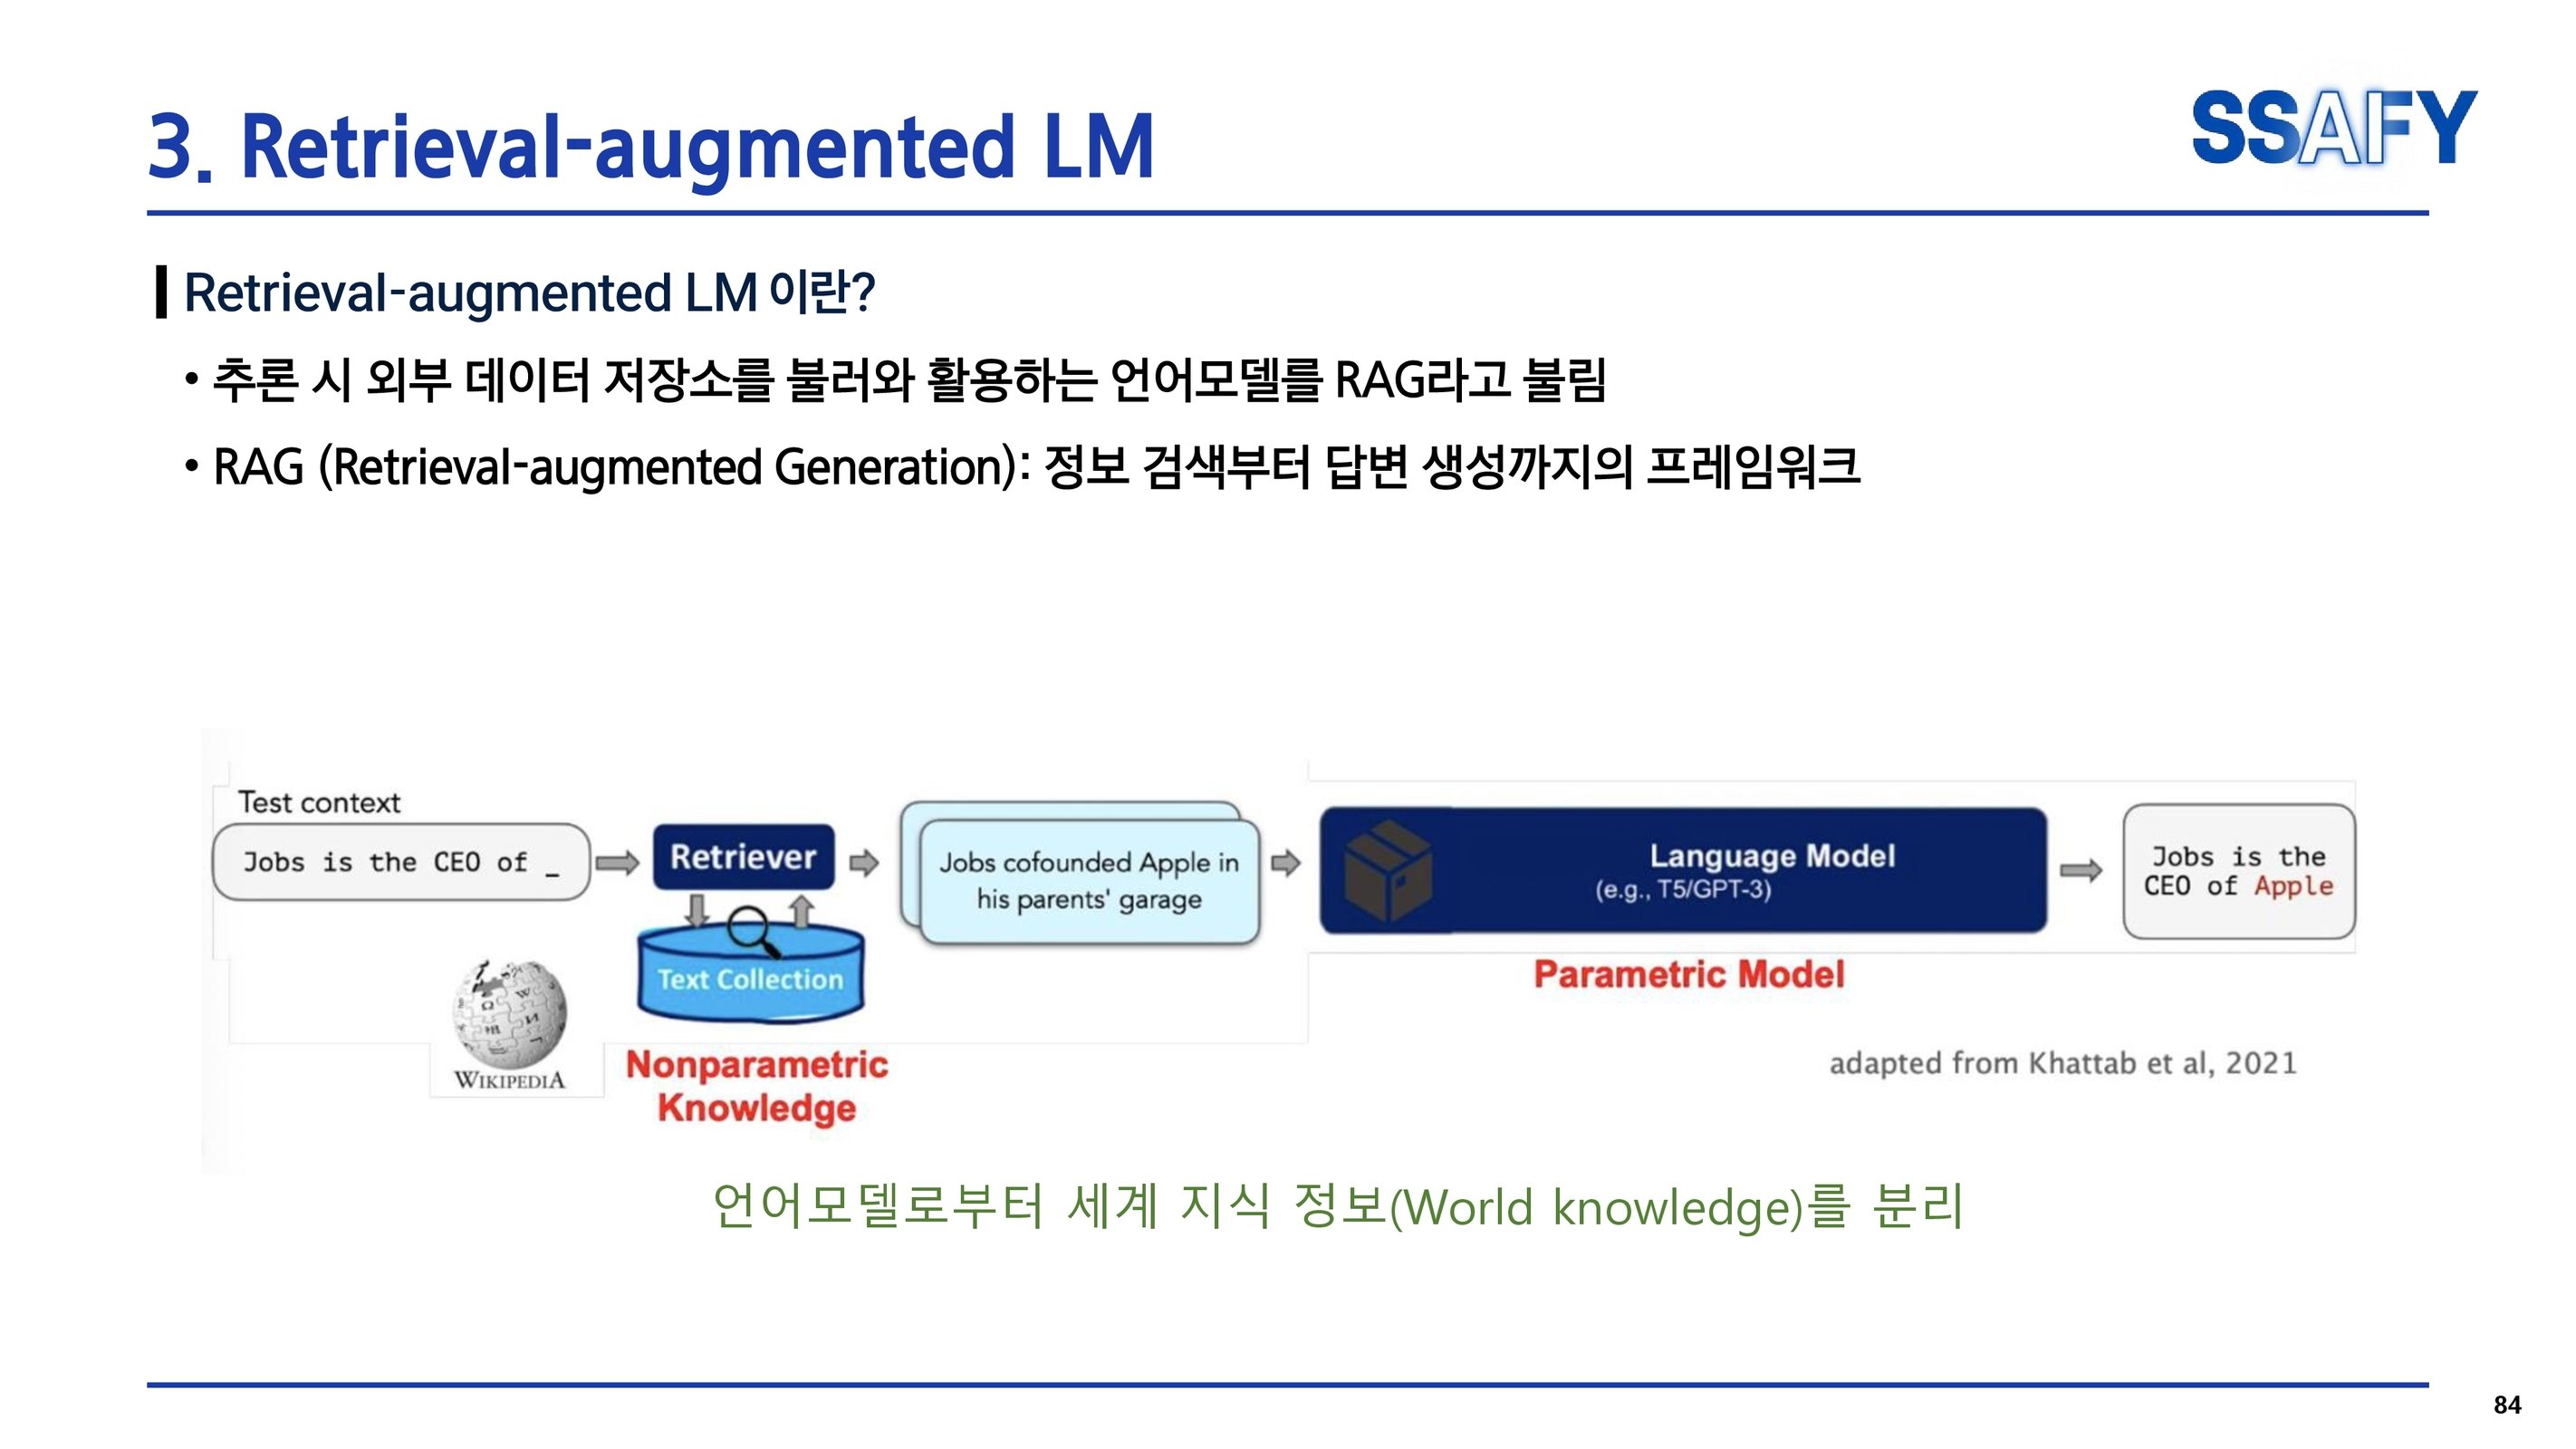 3. Retrieval-augmented LM
SSAFY
Retrieval-augmented LM 이란?
• 추론 시 외부 데이터 저장소를 불러와 활용하는 언어모델를 RAG라고 불림
• RAG (Retrieval-augmented Generation): 정보 검색부터 답변 생성까지의 프레임워크
Test context
Jobs is the CEO of _
Retriever
Text Collection
WIKIPEDIA
Nonparametric
Knowledge
Jobs cofounded Apple in
his parents' garage
Language Model
(e.g., T5/GPT-3)
Parametric Model
Jobs is the
CEO of Apple
adapted from Khattab et al, 2021
언어모델로부터 세계 지식 정보(World knowledge)를 분리
84